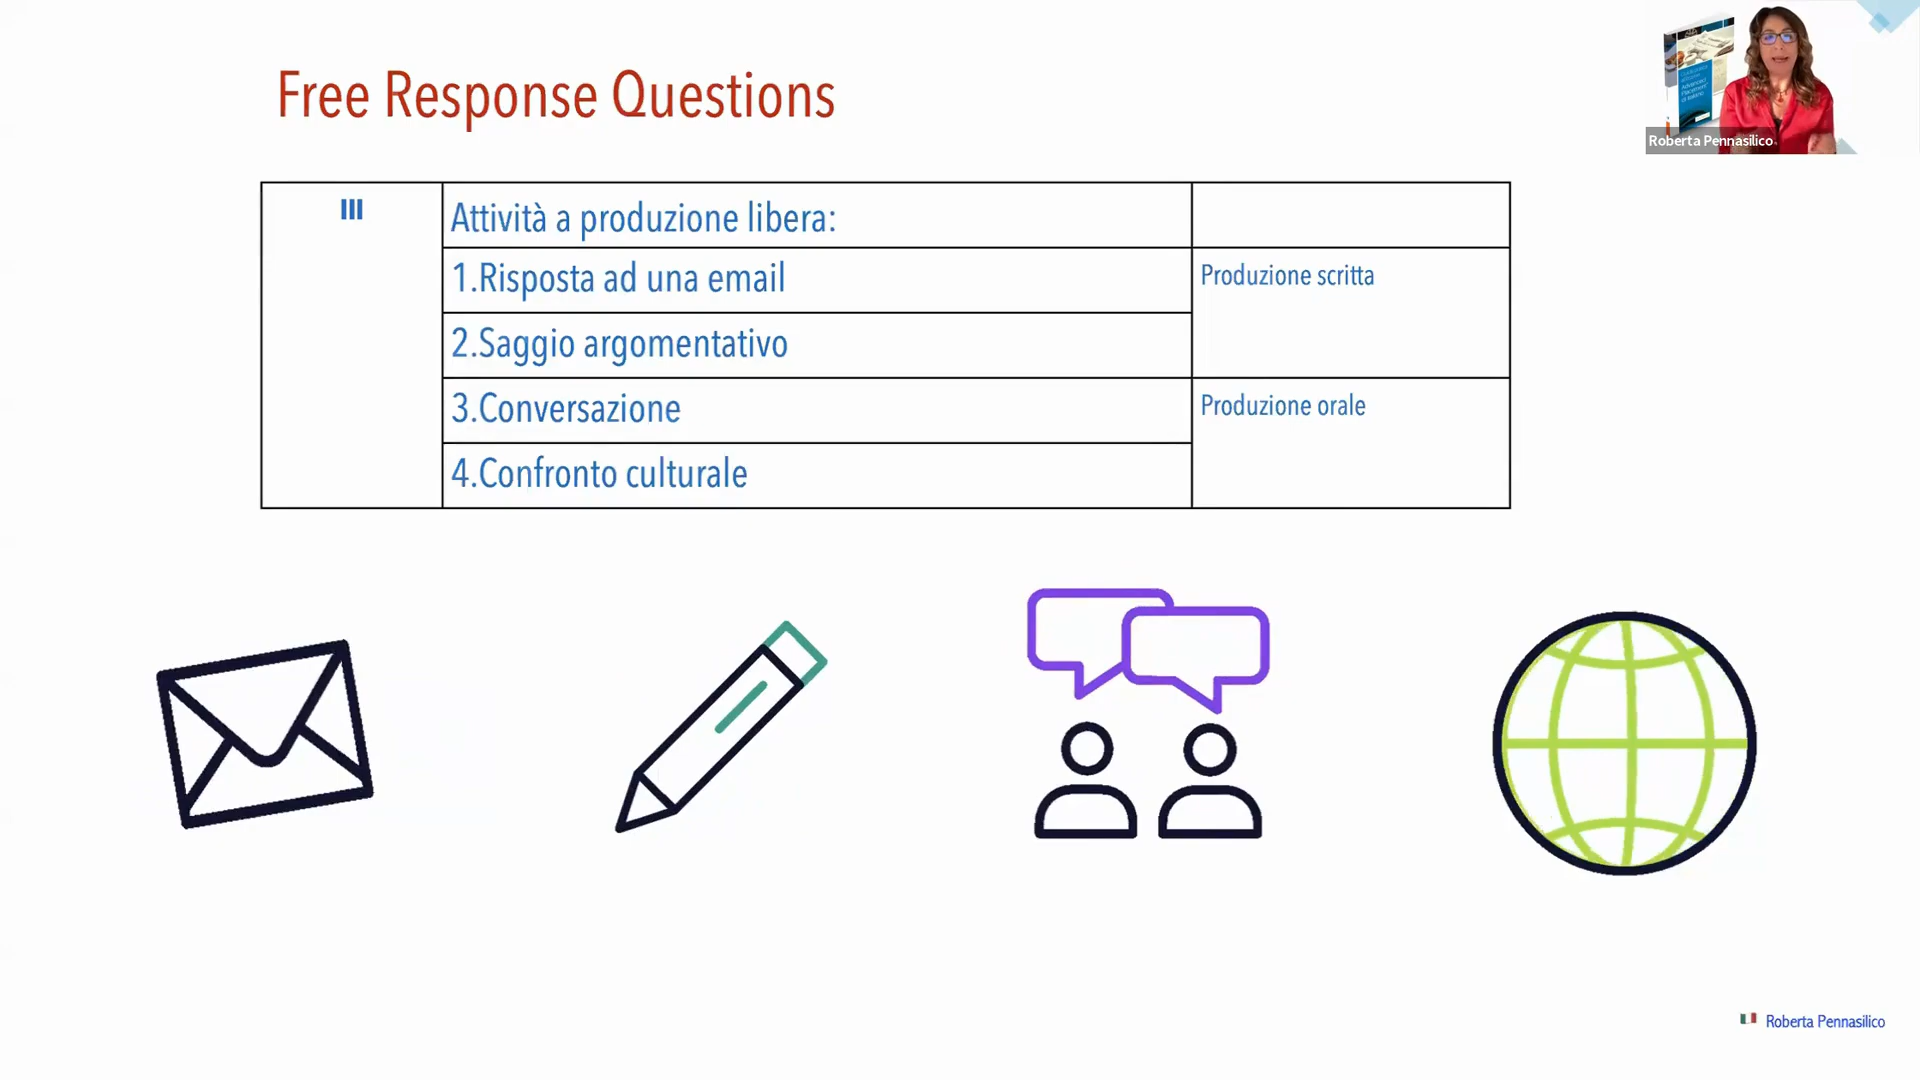 Free Response Questions
Roberta Pennasilico
III
Attività a produzione libera:
1.Risposta ad una email
Produzione scritta
2.Saggio argomentativo
3.Conversazione
Produzione orale
4.Confronto culturale
Roberta Pennasilico